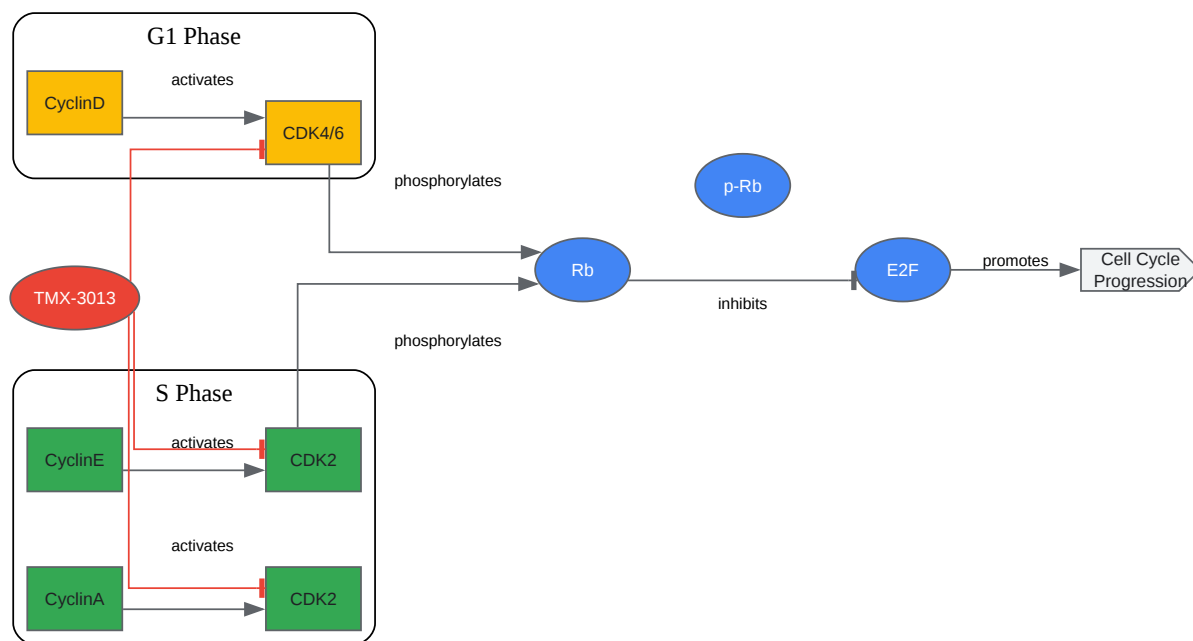 G1 Phase
activates
CyclinD
CDK4/6
phosphorylates
p-Rb
Rb
E2F
promotes
Cell Cycle
Progression
TMX-3013
inhibits
phosphorylates
S Phase
activates
CyclinE
CDK2
activates
CyclinA
CDK2